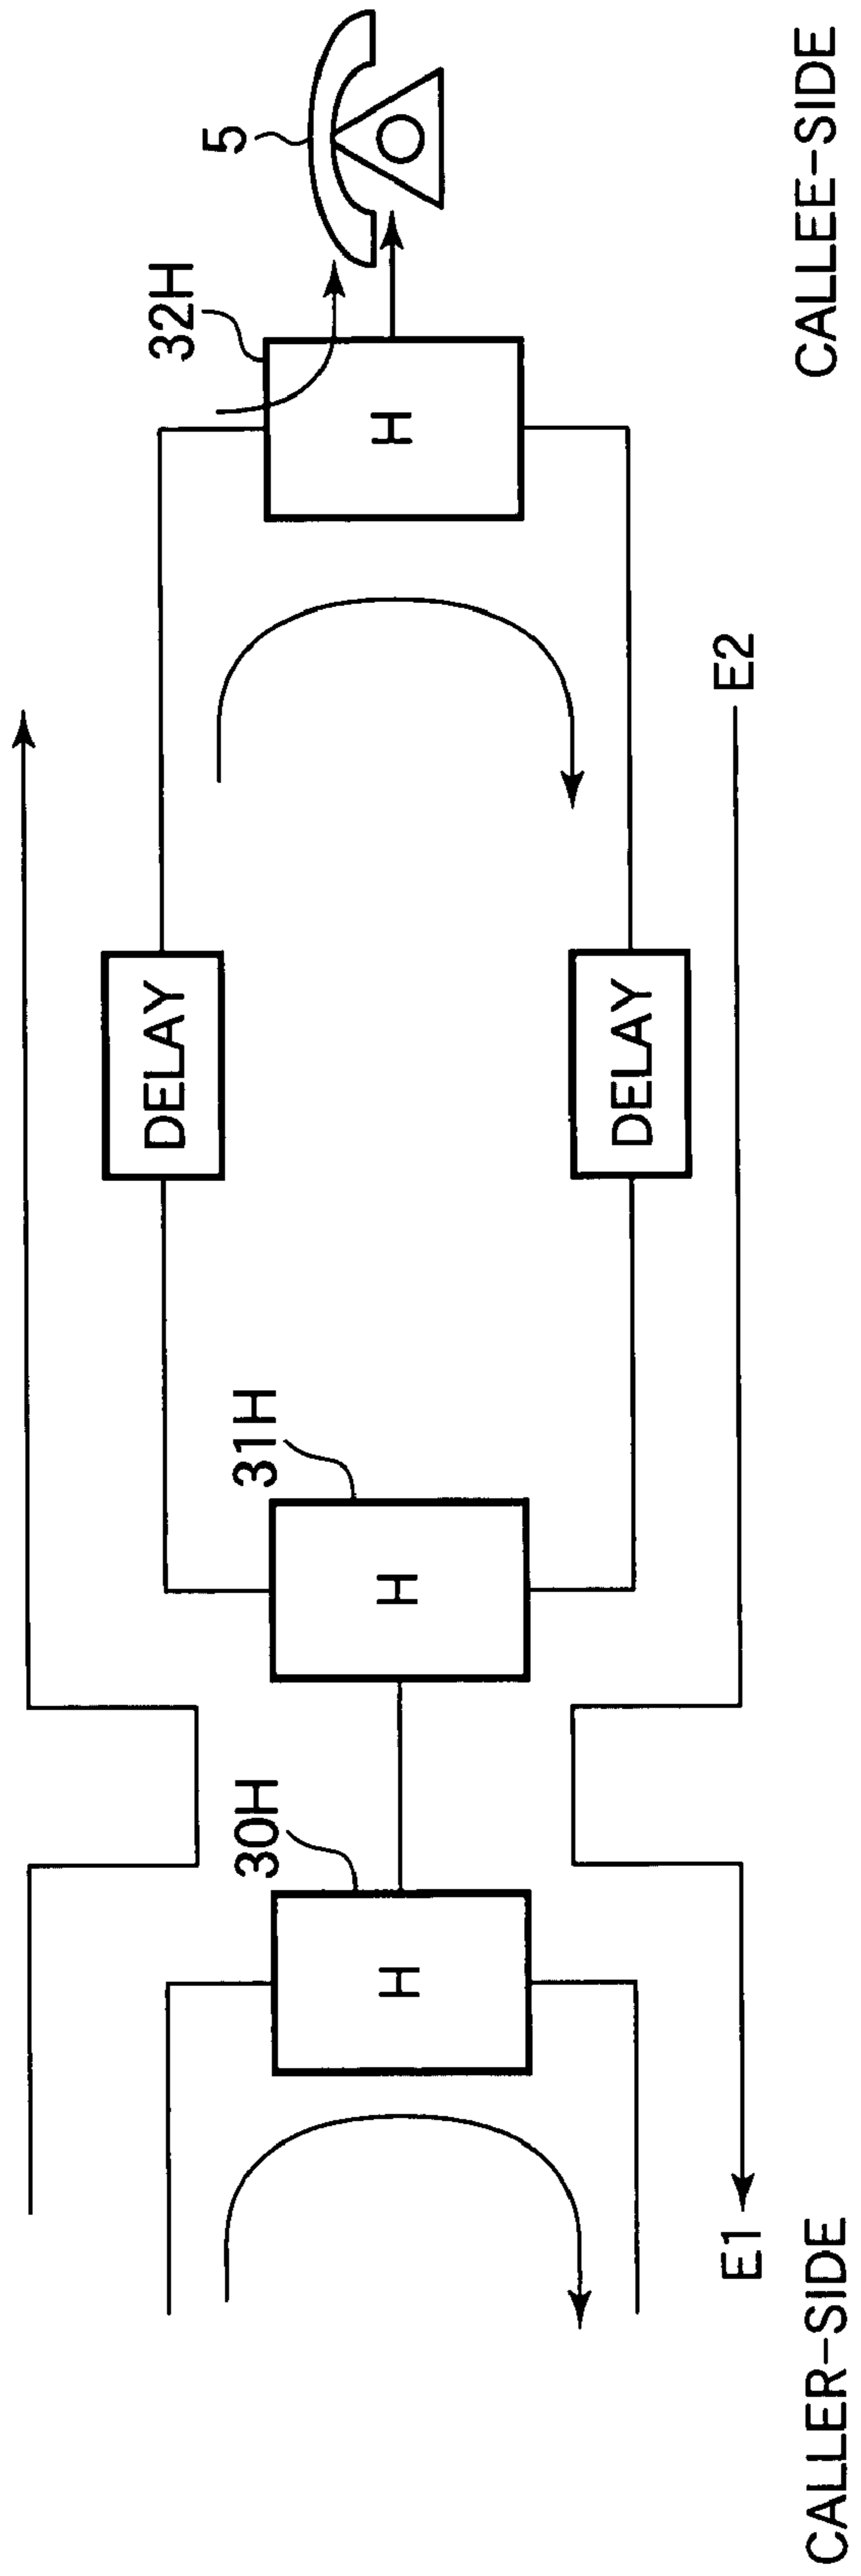 5
32H
H
DELAY
DELAY
31H
H
30H
H
E2
E1
CALLER-SIDE
CALLEE-SIDE